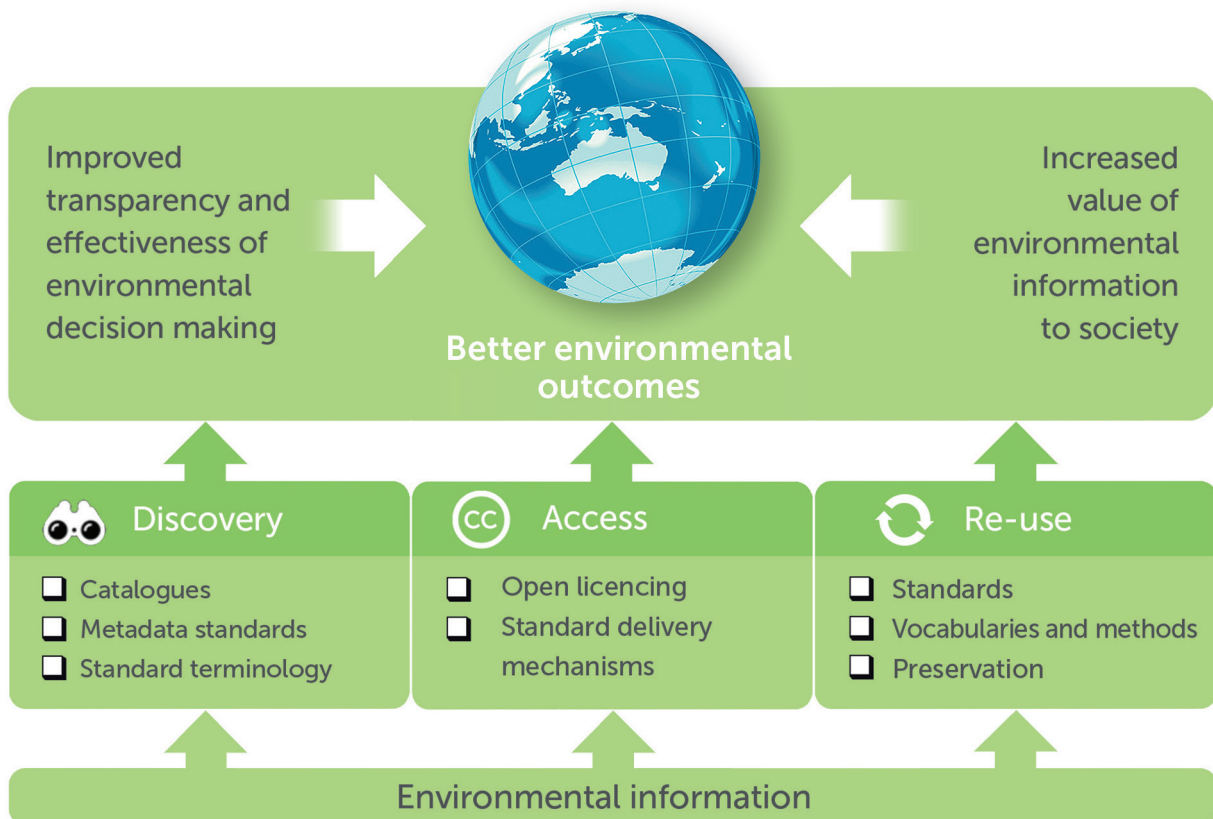 Improved
transparency and
effectiveness of
environmental
decision making
Increased
value of
environmental
information
to society
Better environmental
outcomes
Discovery
Catalogues
Metadata standards
Standard terminology
CC
Access
Open licencing
Standard delivery
mechanisms
Re-use
Standards
Vocabularies and methods
Preservation
Environmental information